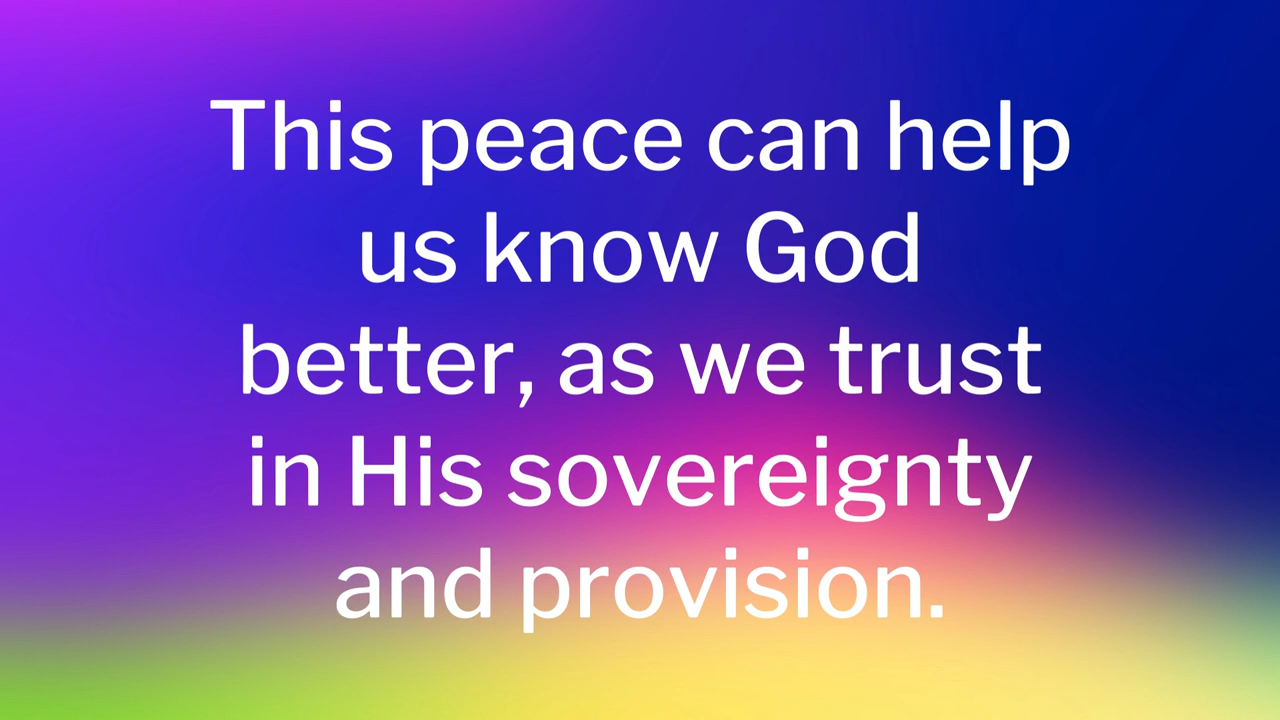 This peace can help
us know God
better, as we trust
in His sovereignty
and provision.